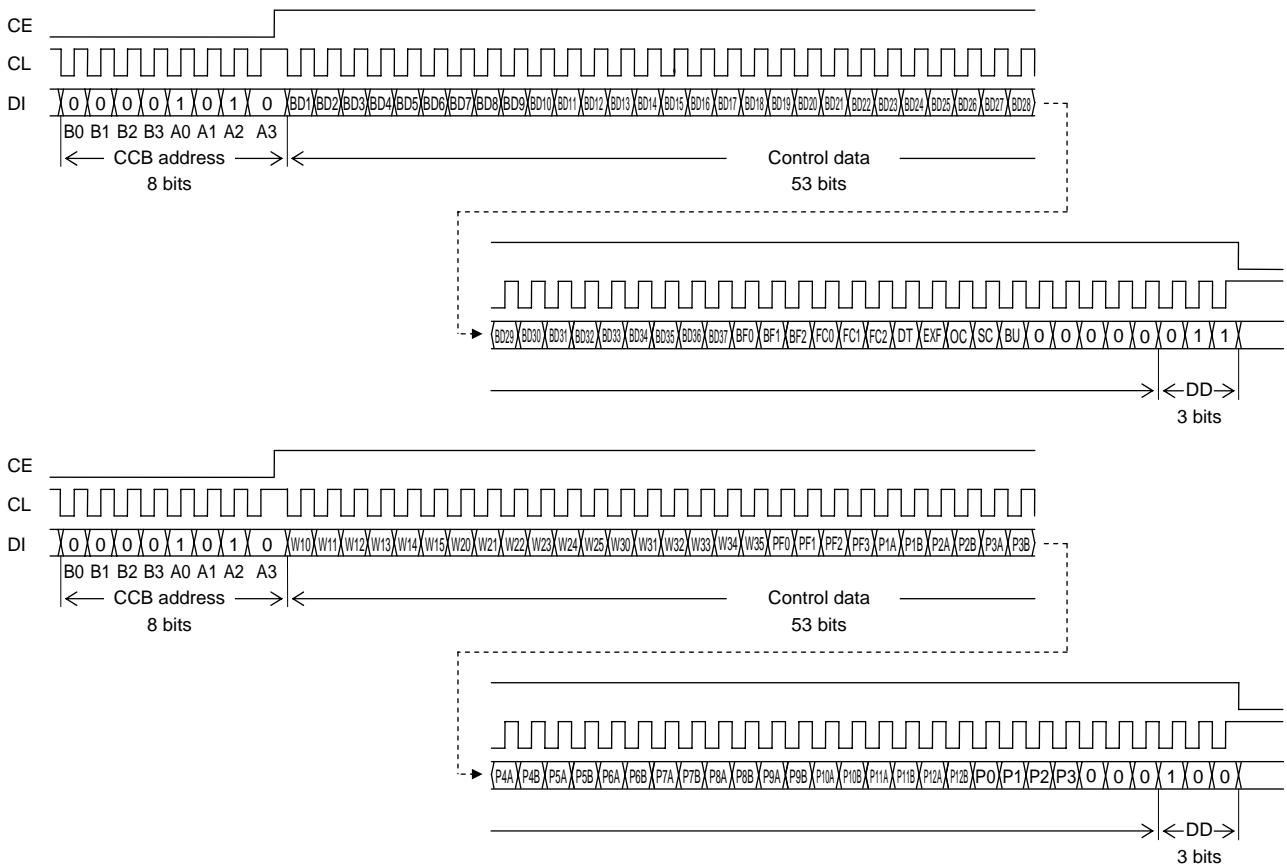 CE
CL
DI 0 0 0 0 1 0 1 0 BD1 BD2 BD3 BD4 BD5 BD6 BD7 BD8 BD9 BD10 BD11 BD12 BD13 BD14 BD15 BD16 BD17 BD18 BD19 BD20 BD21 BD22 BD23 BD24 BD25 BD26 BD27 BD28
B0 B1 B2 B3 A0 A1 A2 A3
CCB address Control data
8 bits 53 bits
BD29 BD30 BD31 BD32 BD33 BD34 BD35 BD36 BD37 BF0 BF1 BF2 FC0 FC1 FC2 DT EXF OC SC BU 0 0 0 0 0 0 1 1
DD
3 bits
CE
CL
DI 0 0 0 0 1 0 1 0 W10 W11 W12 W13 W14 W15 W20 W21 W22 W23 W24 W25 W30 W31 W32 W33 W34 W35 PF0 PF1 PF2 PF3 P1A P1B P2A P2B P3A P3B
B0 B1 B2 B3 A0 A1 A2 A3
CCB address Control data
8 bits 53 bits
P4A P4B P5A P5B P6A P6B P7A P7B P8A P8B P9A P9B P10A P10B P11A P11B P12A P12B P0 P1 P2 P3 0 0 0 1 0 0
DD
3 bits